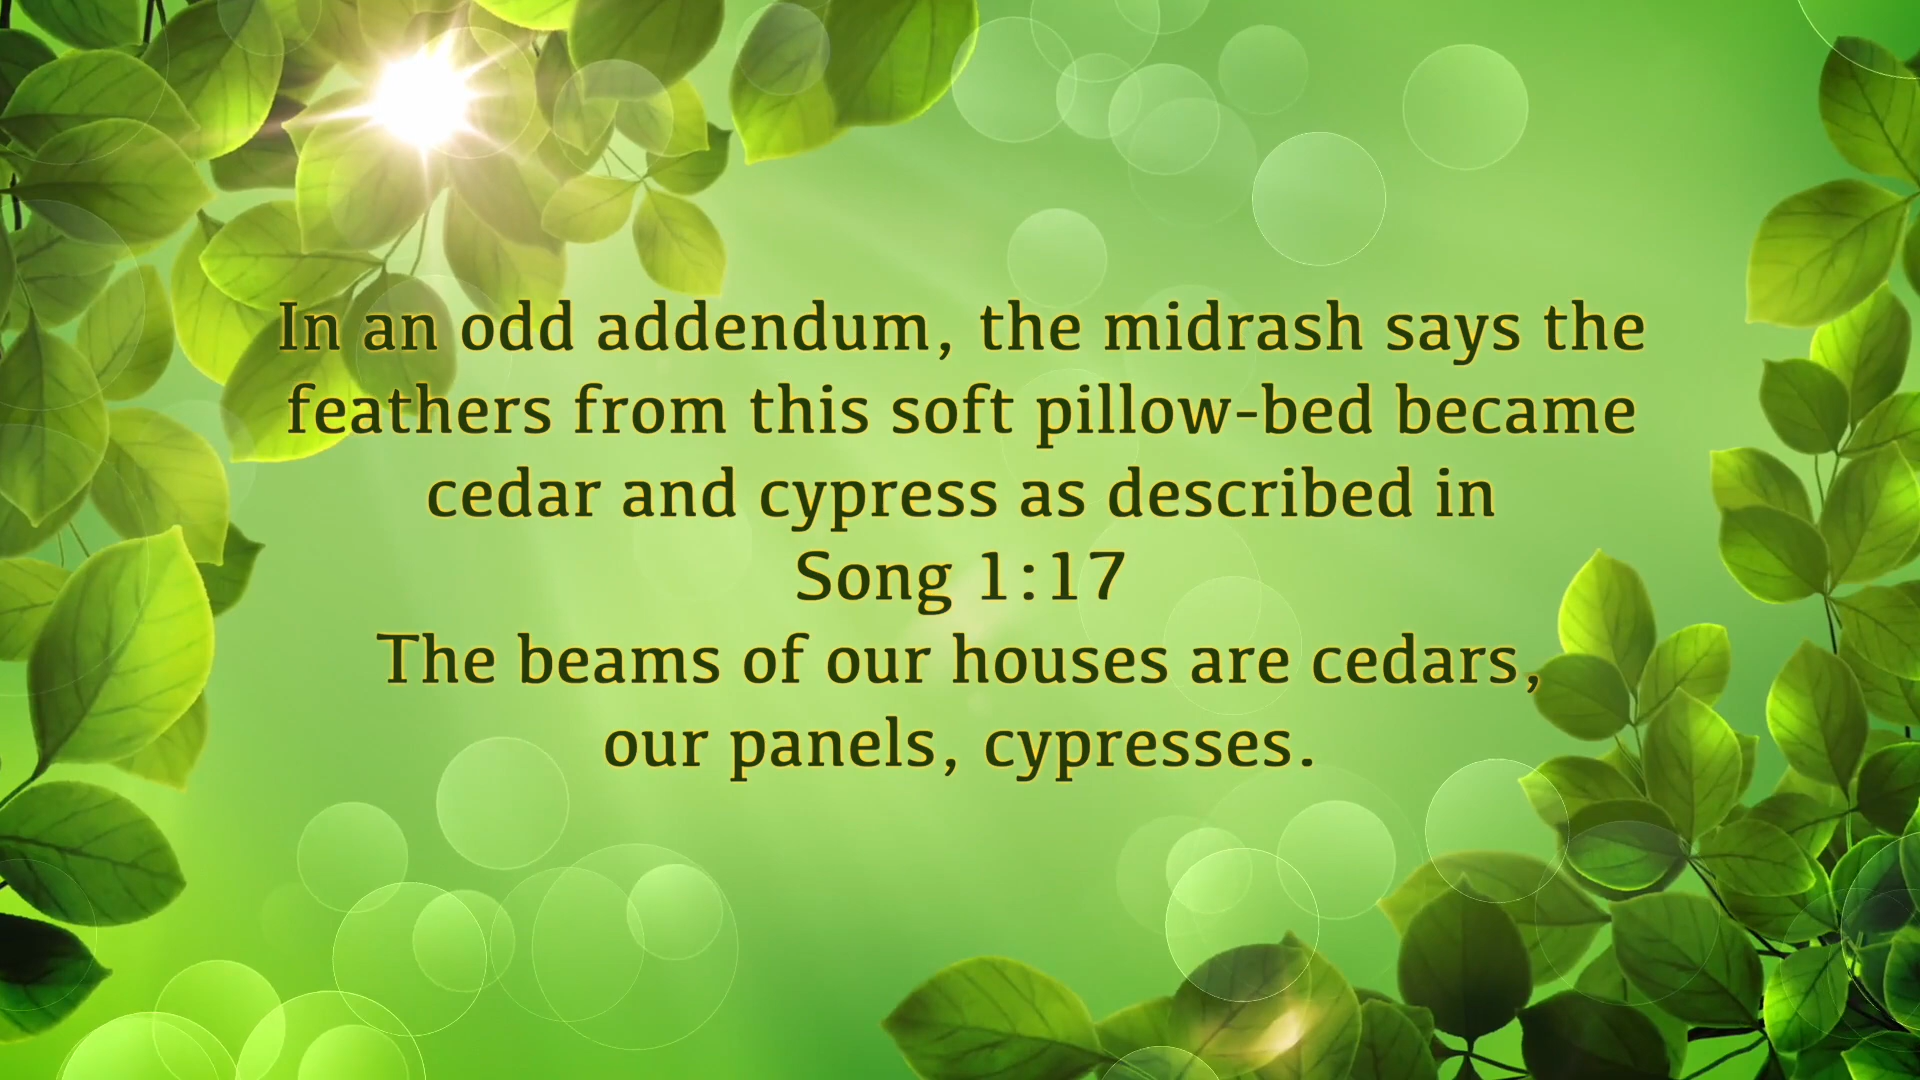 In an odd addendum, the midrash says the
feathers from this soft pillow-bed became
cedar and cypress as described in
Song 1:17
The beams of our houses are cedars,
our panels, cypresses.